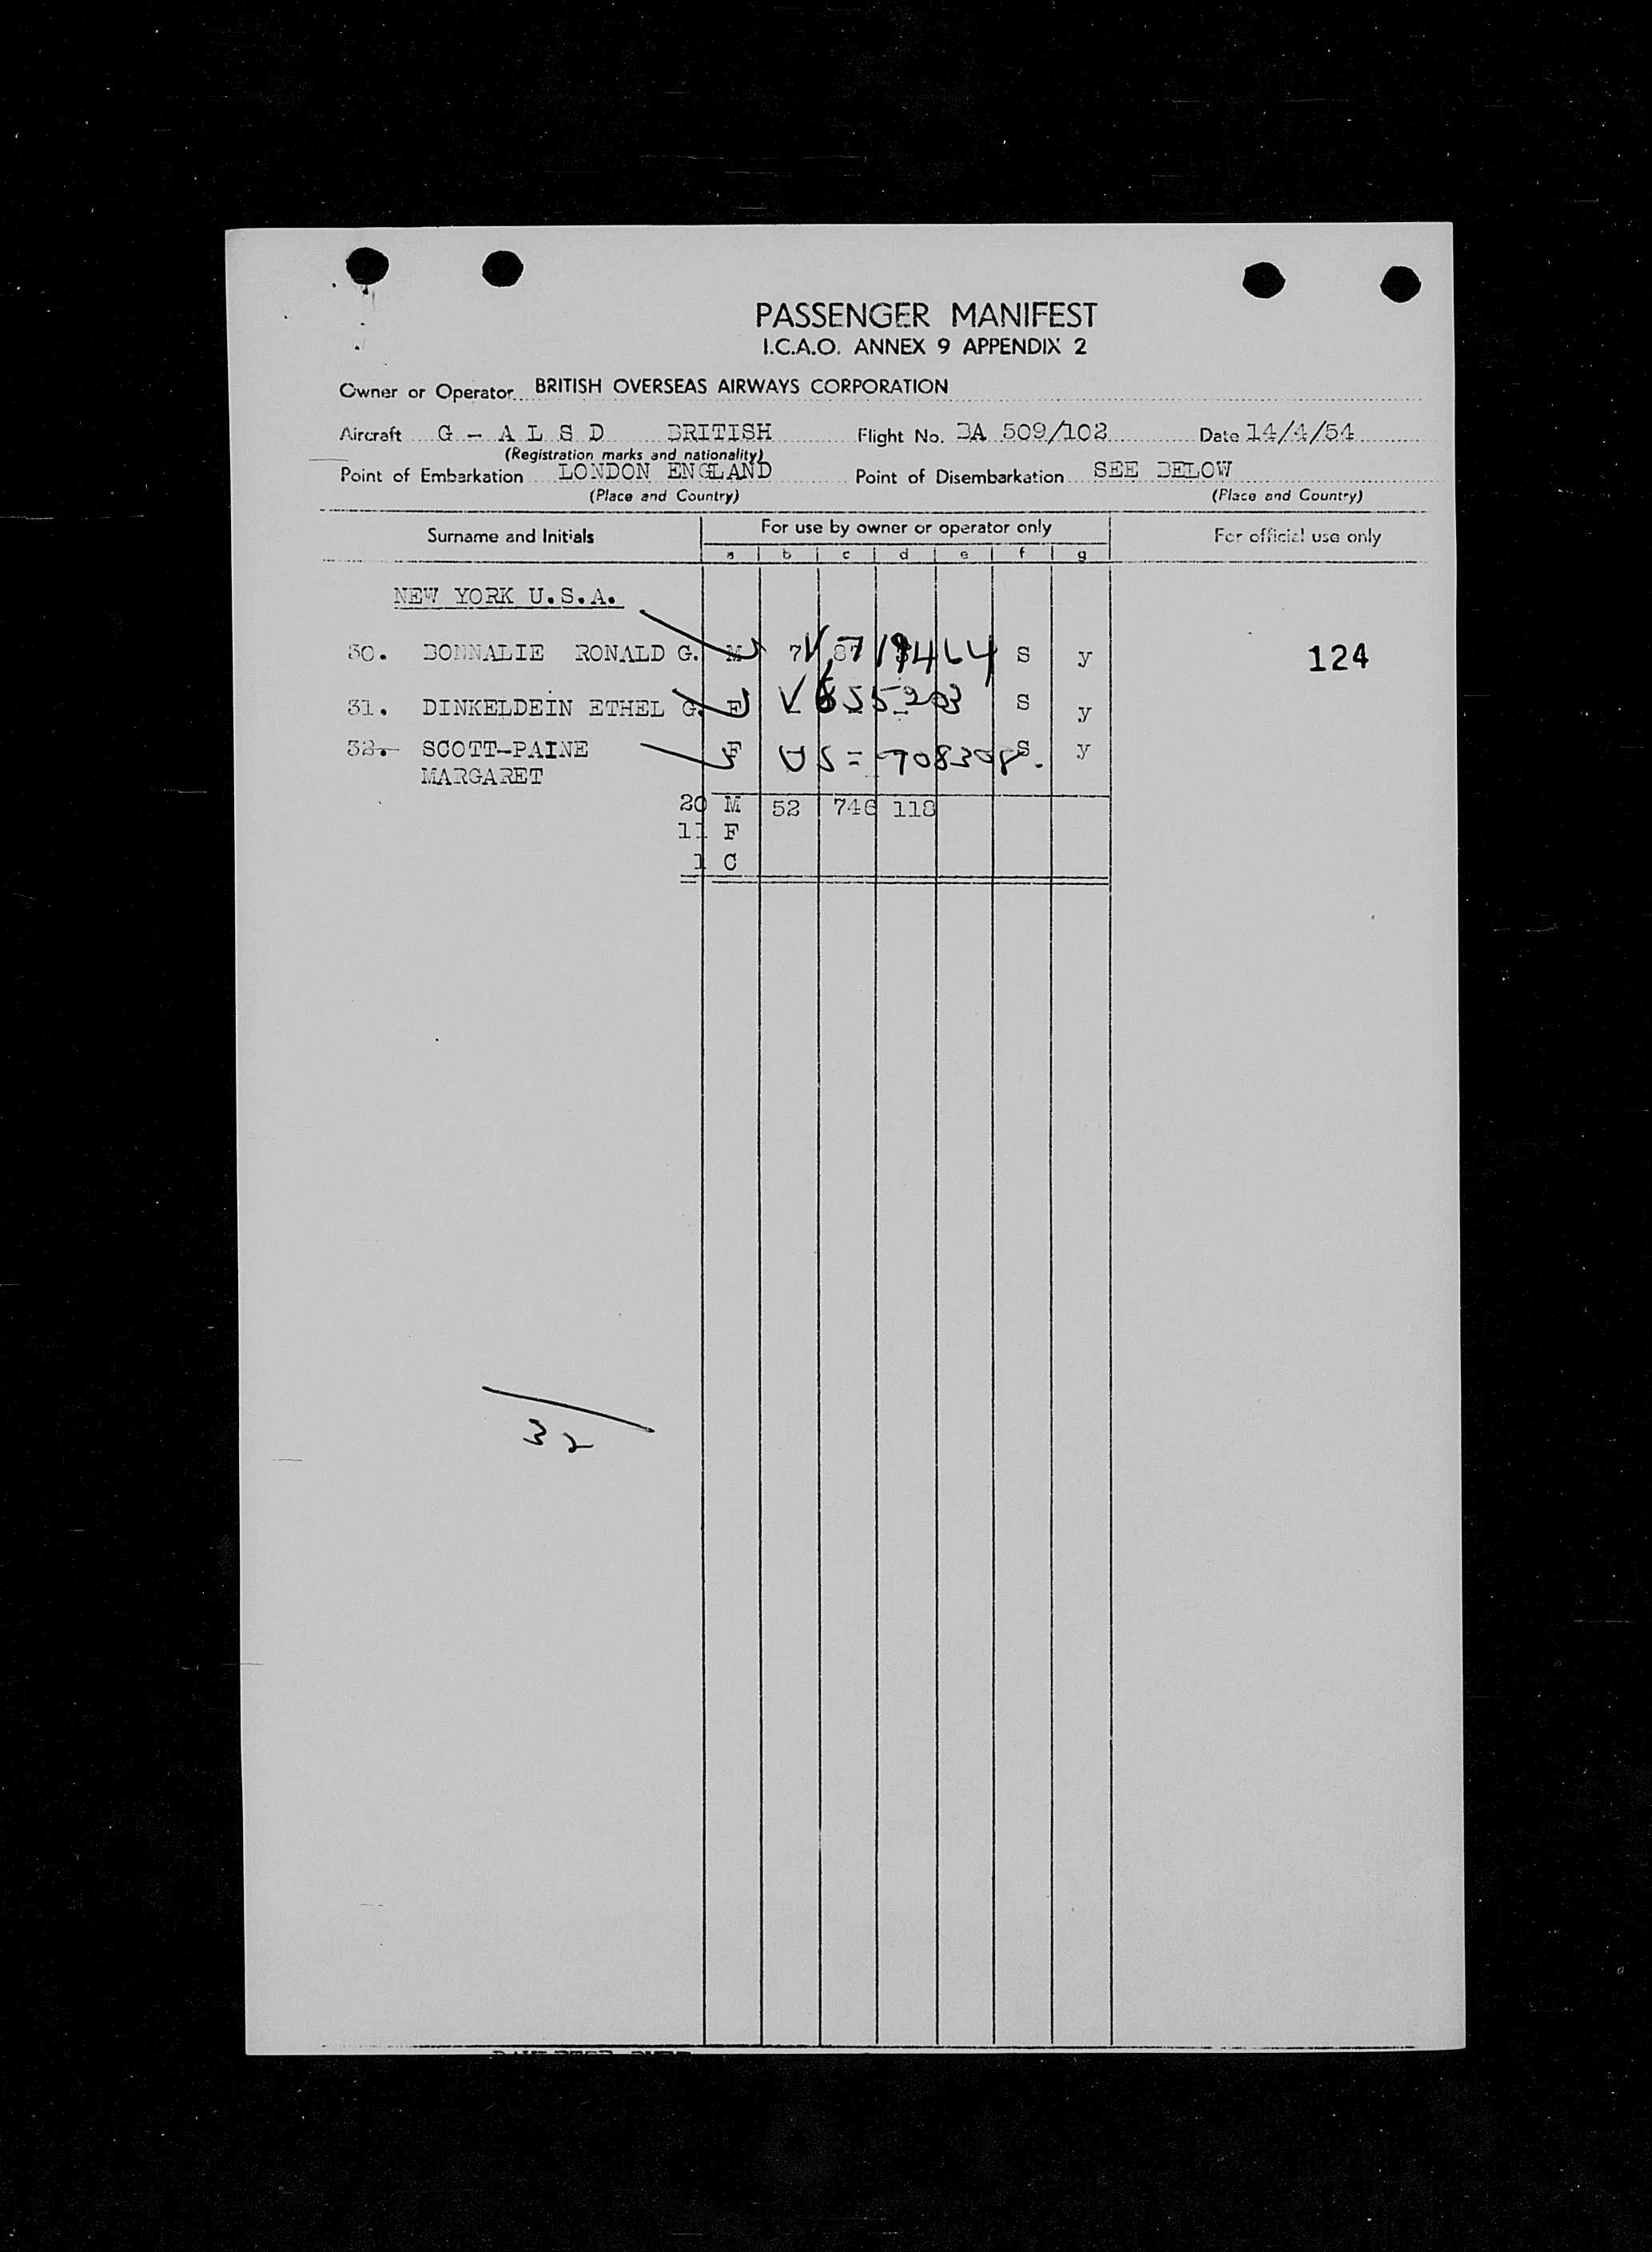 PASSENGER MANIFEST
I.C.A.O. ANNEX 9 APPENDIX 2
Owner or Operator BRITISH OVERSEAS AIRWAYS CORPORATION
Aircraft G - A L S D BRITISH Flight No. BA 509/102 Date 14/4/54
(Registration marks and nationality)
Point of Embarkation LONDON ENGLAND Point of Disembarkation SEE BELOW
(Place and Country) (Place and Country)
Surname and Initials For use by owner or operator only For official use only
a b c d e f g
NEW YORK U.S.A.
30. BONNALIE RONALD G. M S y 124
31. DINKELDEIN ETHEL G. F V655203 S y
32. SCOTT-PAINE F US = 908308. S y
MARGARET
20 M 52 746 118
11 F
1 C
32